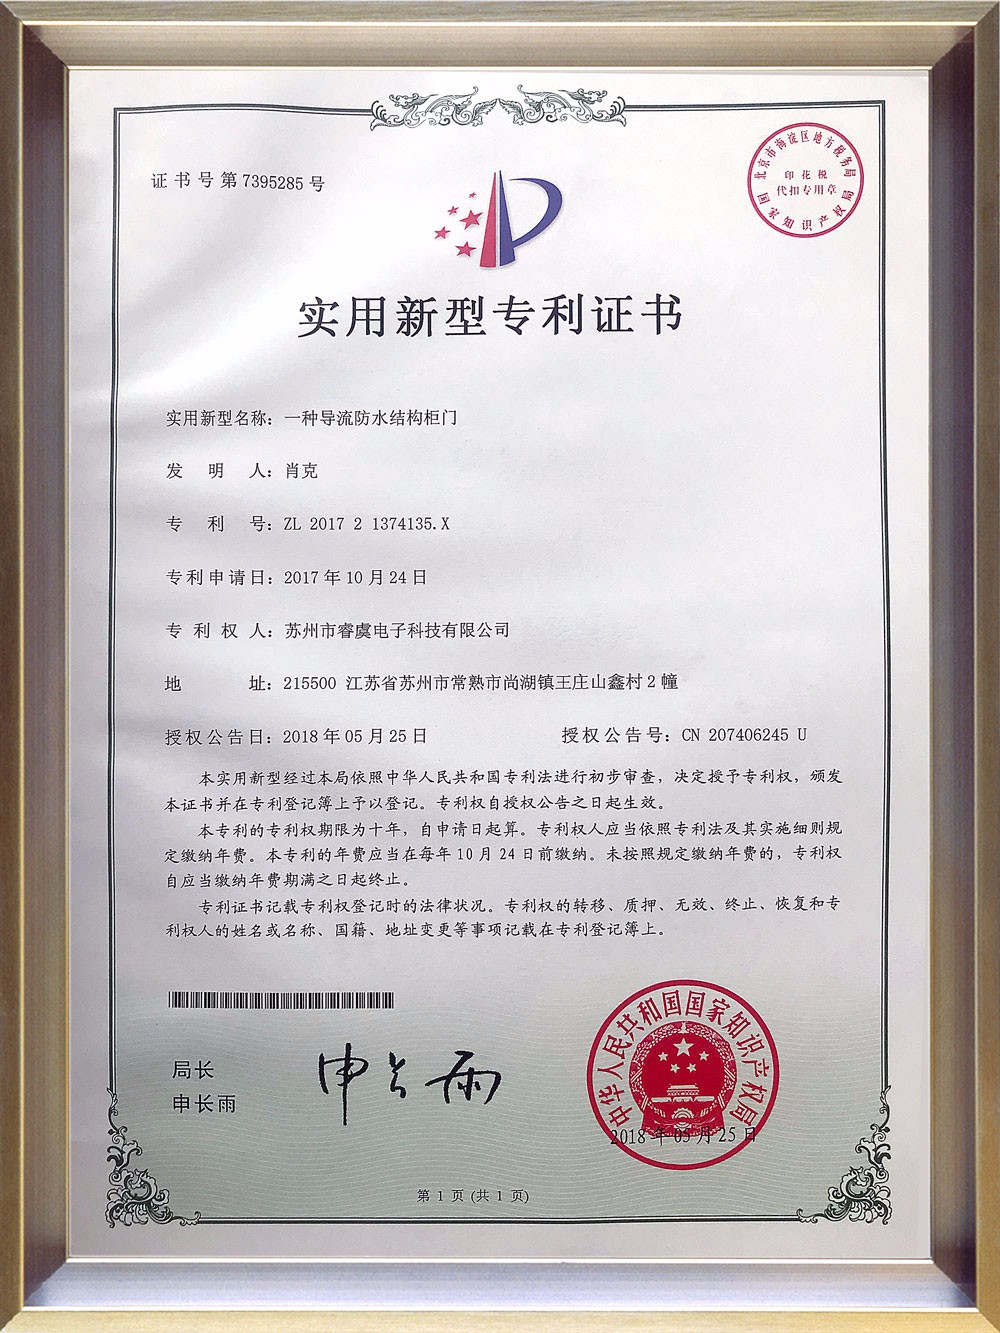 证书号第7395285号
北京市海淀区地方税务局
印花税
代扣专用章
国家知识产权局
实用新型专利证书
实用新型名称：一种导流防水结构柜门
发明人：肖克
专利号：ZL 2017 2 1374135.X
专利申请日：2017年10月24日
专利权人：苏州市睿虞电子科技有限公司
地址：215500 江苏省苏州市常熟市尚湖镇王庄山鑫村2幢
授权公告日：2018年05月25日 授权公告号：CN 207406245 U
本实用新型经过本局依照中华人民共和国专利法进行初步审查，决定授予专利权，颁发
本证书并在专利登记簿上予以登记。专利权自授权公告之日起生效。
本专利的专利权期限为十年，自申请日起算。专利权人应当依照专利法及其实施细则规
定缴纳年费。本专利的年费应当在每年10月24日前缴纳。未按照规定缴纳年费的，专利权
自应当缴纳年费期满之日起终止。
专利证书记载专利权登记时的法律状况。专利权的转移、质押、无效、终止、恢复和专
利权人的姓名或名称、国籍、地址变更等事项记载在专利登记簿上。
局长
申长雨
申长雨
中华人民共和国国家知识产权局
2018年05月25日
第1页(共1页)